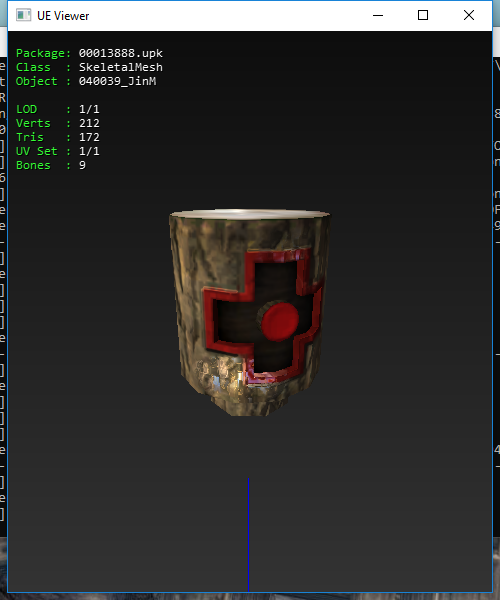 UE Viewer
Package: 00013888.upk
Class : SkeletalMesh
Object : 040039_JinM
LOD : 1/1
Verts : 212
Tris : 172
UV Set : 1/1
Bones : 9